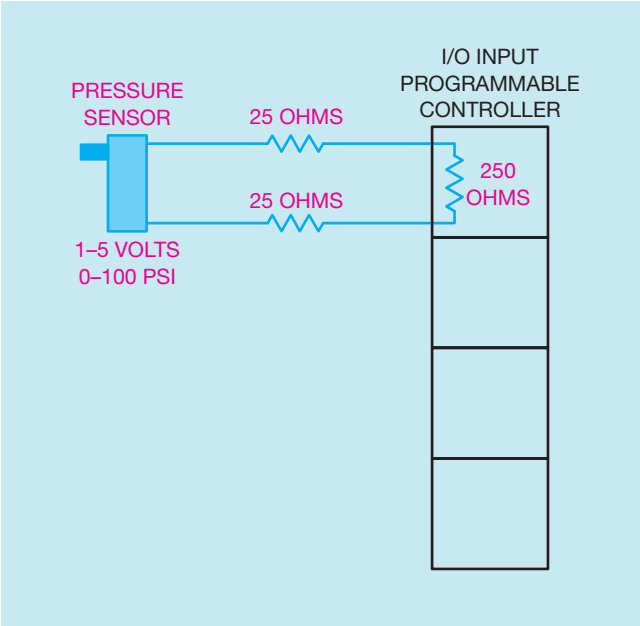 I/O INPUT
PROGRAMMABLE
CONTROLLER
PRESSURE
SENSOR
25 OHMS
250
OHMS
25 OHMS
1–5 VOLTS
0–100 PSI